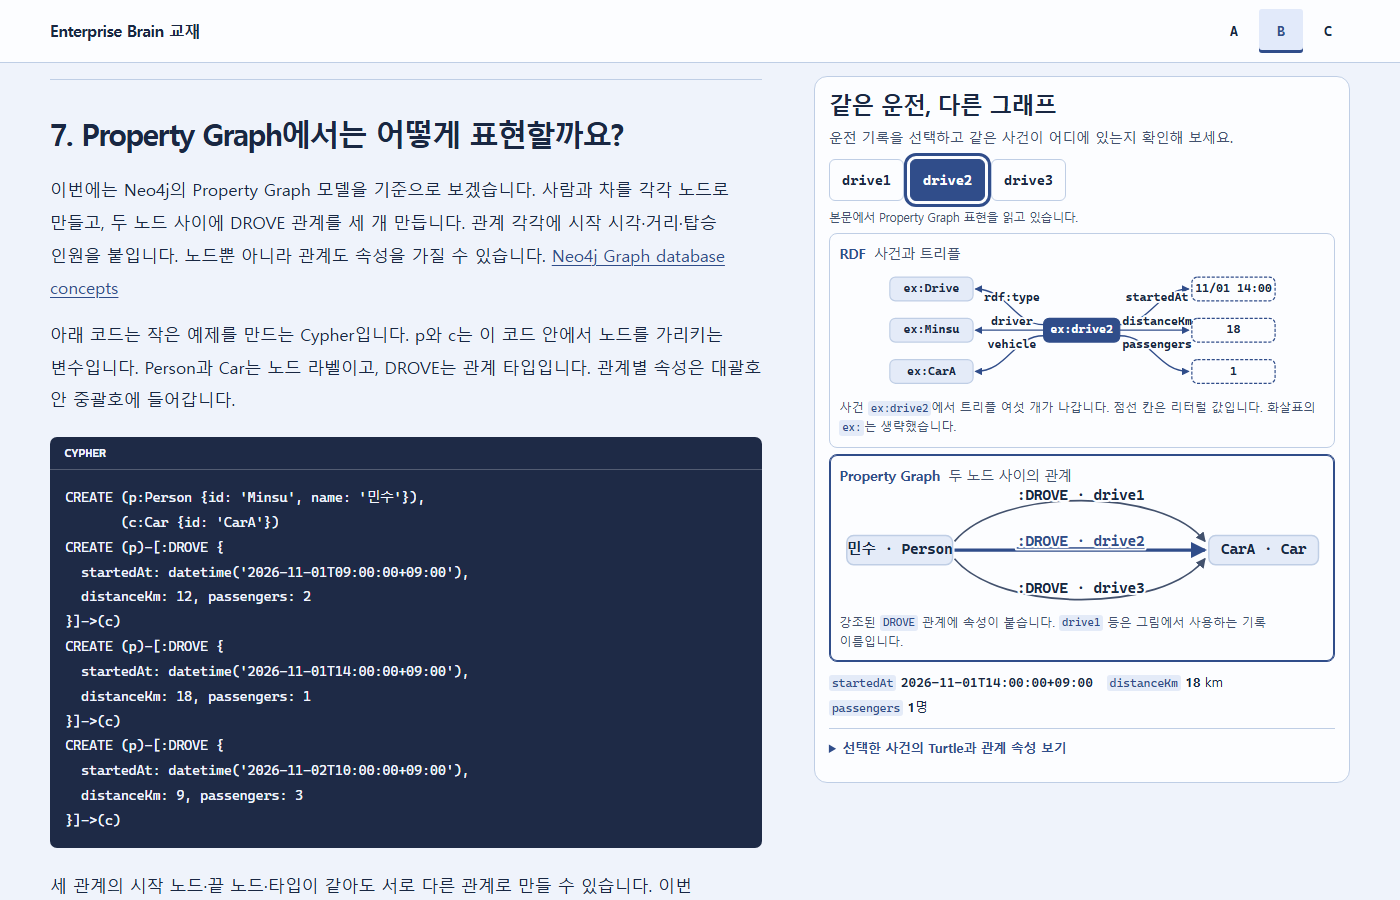 Enterprise Brain 교재
A
B
C
7. Property Graph에서는 어떻게 표현할까요?
이번에는 Neo4j의 Property Graph 모델을 기준으로 보겠습니다. 사람과 차를 각각 노드로
만들고, 두 노드 사이에 DROVE 관계를 세 개 만듭니다. 관계 각각에 시작 시각·거리·탑승
인원을 붙입니다. 노드뿐 아니라 관계도 속성을 가질 수 있습니다. Neo4j Graph database
concepts
아래 코드는 작은 예제를 만드는 Cypher입니다. p와 c는 이 코드 안에서 노드를 가리키는
변수입니다. Person과 Car는 노드 라벨이고, DROVE는 관계 타입입니다. 관계별 속성은 대괄호
안 중괄호에 들어갑니다.
CYPHER
CREATE (p:Person {id: 'Minsu', name: '민수'}),
(c:Car {id: 'CarA'})
CREATE (p)-[:DROVE {
startedAt: datetime('2026-11-01T09:00:00+09:00'),
distanceKm: 12, passengers: 2
}]->(c)
CREATE (p)-[:DROVE {
startedAt: datetime('2026-11-01T14:00:00+09:00'),
distanceKm: 18, passengers: 1
}]->(c)
CREATE (p)-[:DROVE {
startedAt: datetime('2026-11-02T10:00:00+09:00'),
distanceKm: 9, passengers: 3
}]->(c)
세 관계의 시작 노드·끝 노드·타입이 같아도 서로 다른 관계로 만들 수 있습니다. 이번
같은 운전, 다른 그래프
운전 기록을 선택하고 같은 사건이 어디에 있는지 확인해 보세요.
drive1
drive2
drive3
본문에서 Property Graph 표현을 읽고 있습니다.
RDF 사건과 트리플
ex:Drive
rdf:type
startedAt
11/01 14:00
ex:Minsu
driver
ex:drive2
distanceKm
18
ex:CarA
vehicle
passengers
1
사건 ex:drive2에서 트리플 여섯 개가 나갑니다. 점선 칸은 리터럴 값입니다. 화살표의
ex:는 생략했습니다.
Property Graph 두 노드 사이의 관계
:DROVE · drive1
민수 · Person
:DROVE · drive2
CarA · Car
:DROVE · drive3
강조된 DROVE 관계에 속성이 붙습니다. drive1 등은 그림에서 사용하는 기록
이름입니다.
startedAt 2026-11-01T14:00:00+09:00 distanceKm 18 km
passengers 1명
▶ 선택한 사건의 Turtle과 관계 속성 보기